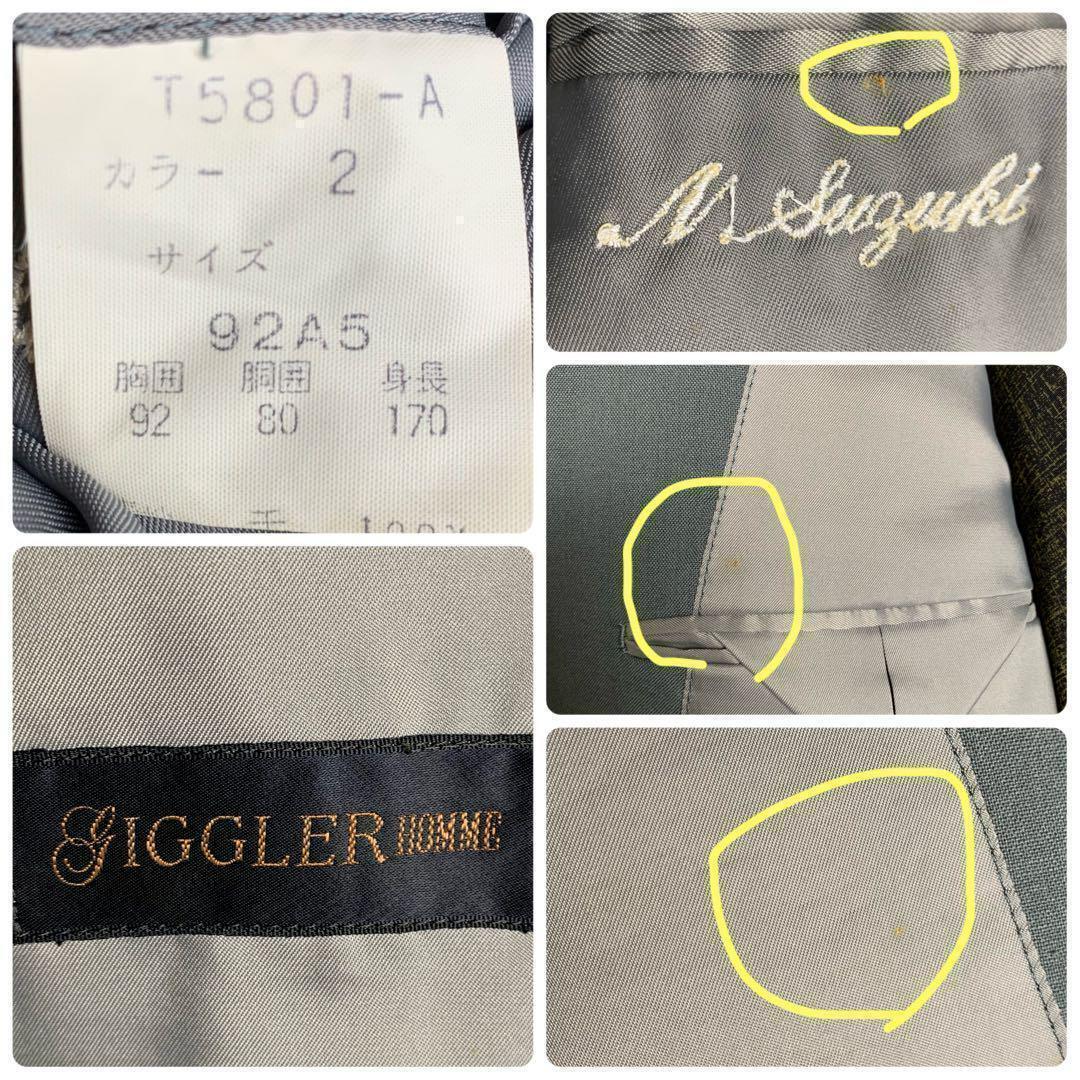 T5801-A
カラー 2
サイズ
92A5
胸囲 胴囲 身長
92 80 170
M Suzuki
GIGGLER HOMME